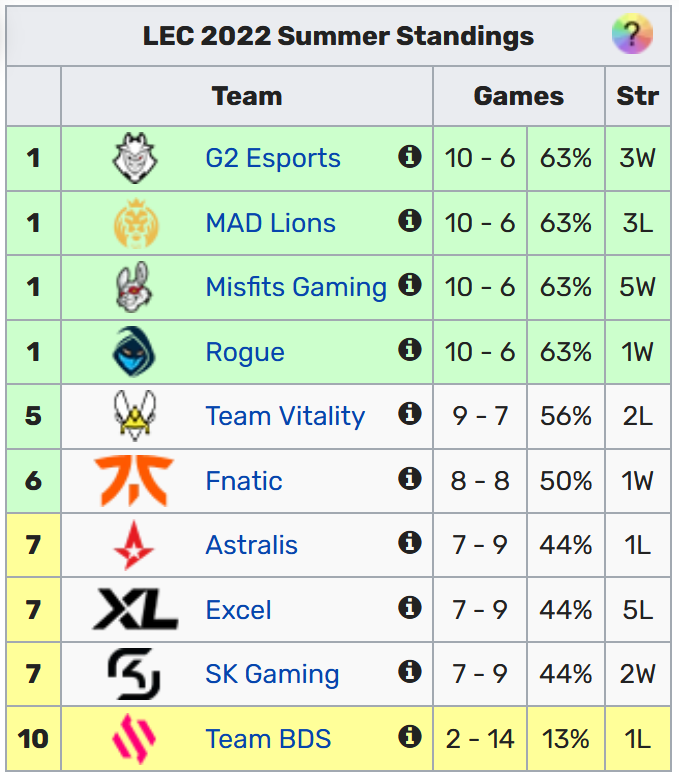 LEC 2022 Summer Standings ?
Team Games Str
1 G2 Esports 10 - 6 63% 3W
1 MAD Lions 10 - 6 63% 3L
1 Misfits Gaming 10 - 6 63% 5W
1 Rogue 10 - 6 63% 1W
5 Team Vitality 9 - 7 56% 2L
6 Fnatic 8 - 8 50% 1W
7 Astralis 7 - 9 44% 1L
7 XL Excel 7 - 9 44% 5L
7 SK Gaming 7 - 9 44% 2W
10 Team BDS 2 - 14 13% 1L